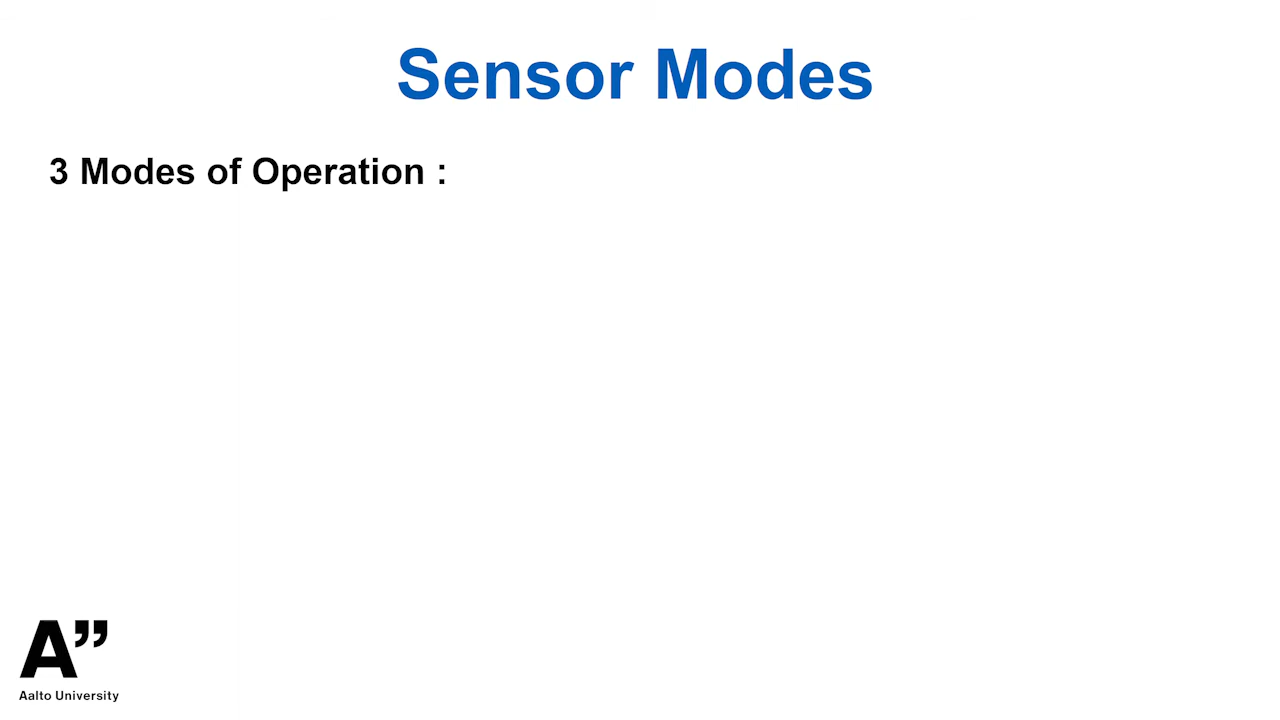 Sensor Modes
3 Modes of Operation :
A”
Aalto University